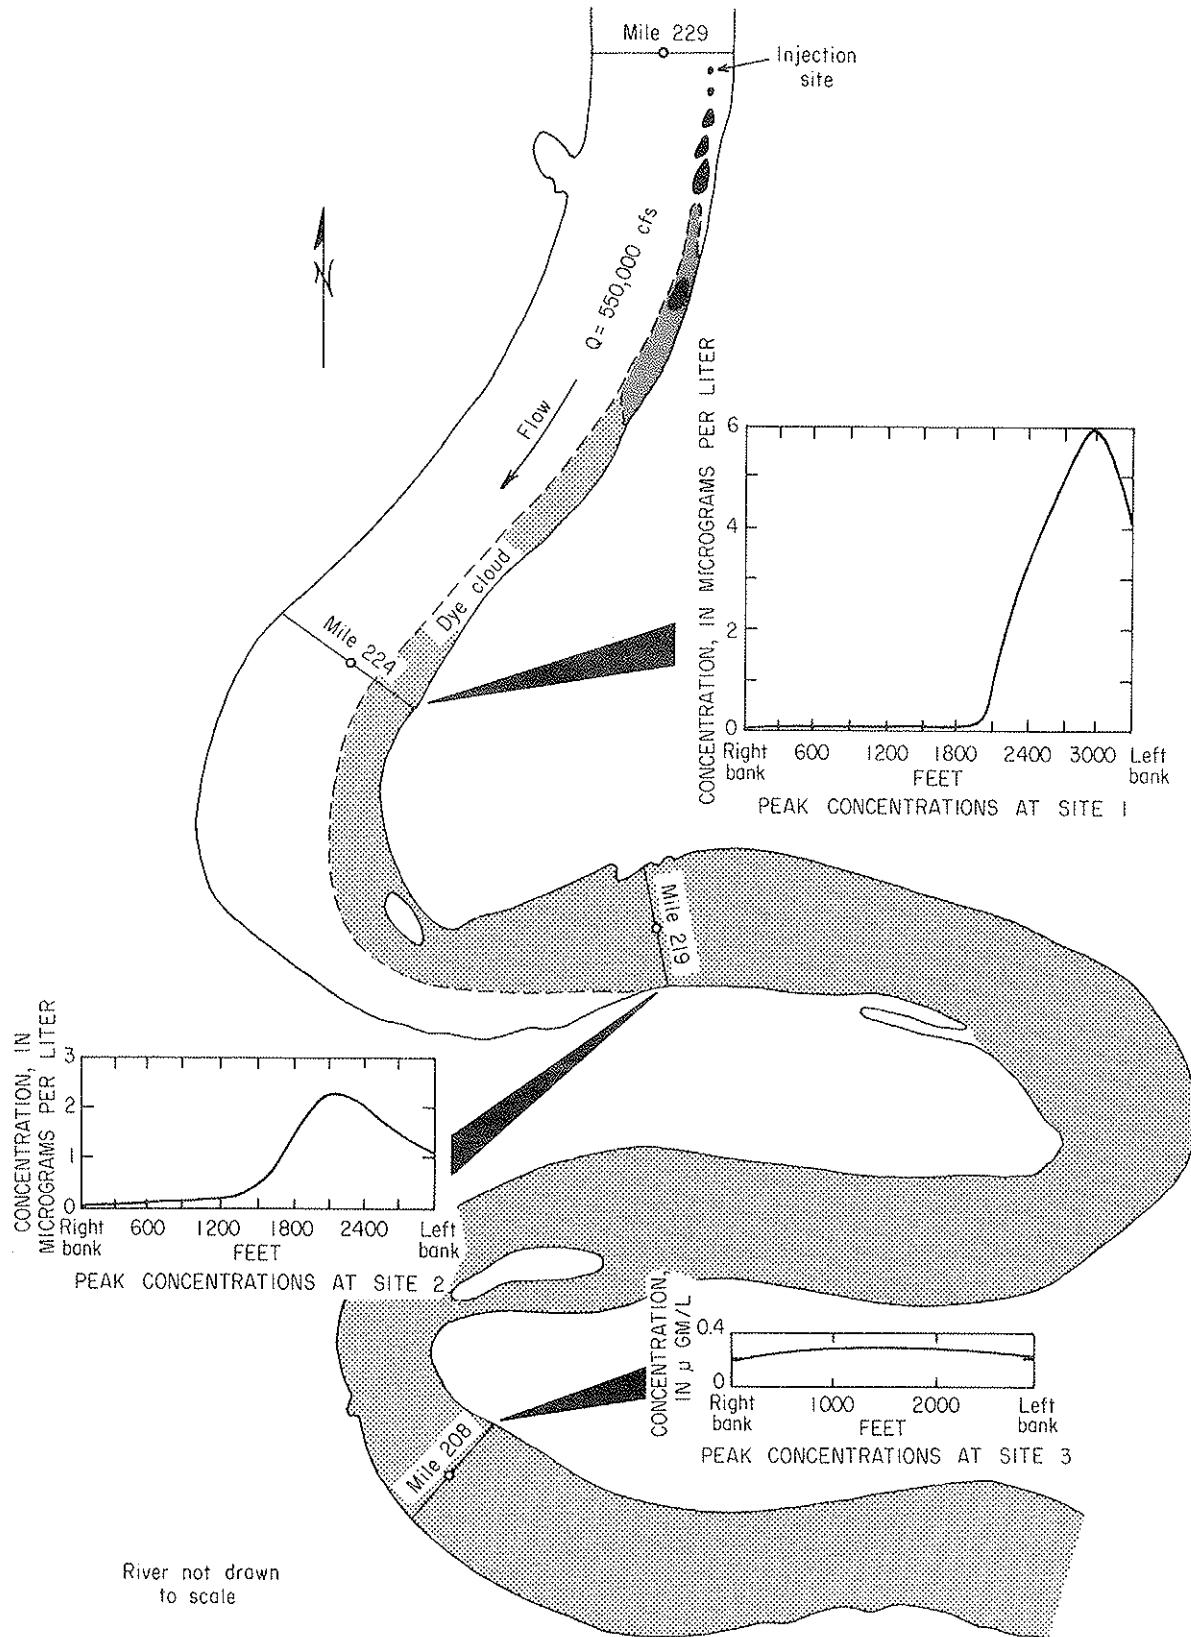 Mile 229
Injection
site
N
Q = 550,000 cfs
Flow
Dye cloud
Mile 224
CONCENTRATION, IN MICROGRAMS PER LITER
6
4
2
0
Right
bank
600
1200
1800
2400
3000
Left
bank
FEET
PEAK CONCENTRATIONS AT SITE 1
Mile 219
CONCENTRATION, IN
MICROGRAMS PER LITER
3
2
1
0
Right
bank
600
1200
1800
2400
Left
bank
FEET
PEAK CONCENTRATIONS AT SITE 2
CONCENTRATION,
IN μ GM/L
0.4
0
Right
bank
1000
2000
Left
bank
FEET
PEAK CONCENTRATIONS AT SITE 3
Mile 208
River not drawn
to scale